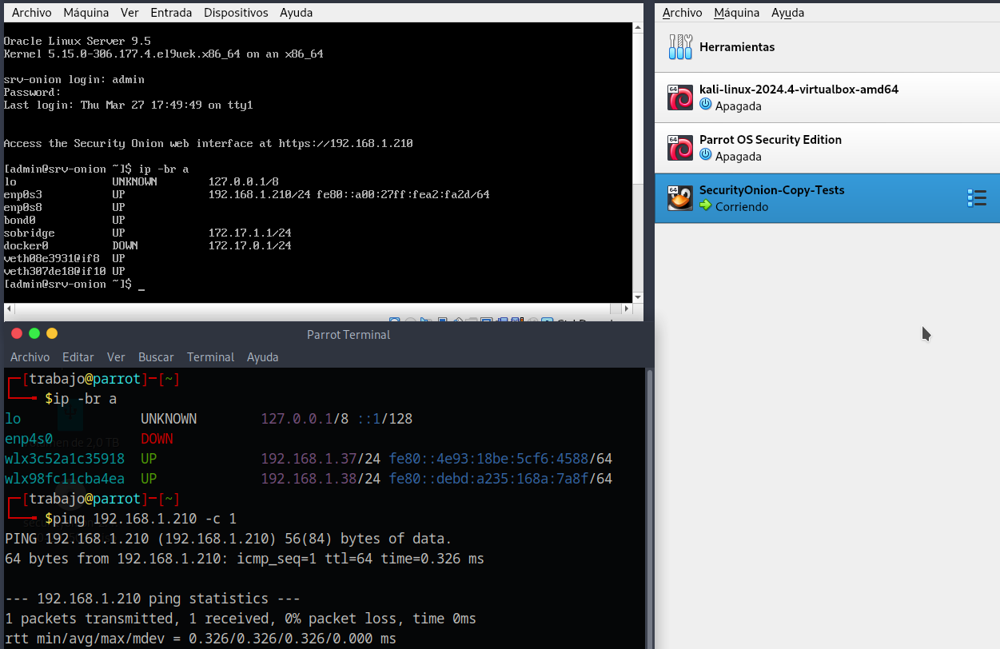 Archivo Máquina Ver Entrada Dispositivos Ayuda
Oracle Linux Server 9.5
Kernel 5.15.0-306.177.4.el9uek.x86_64 on an x86_64
srv-onion login: admin
Password:
Last login: Thu Mar 27 17:49:49 on tty1
Access the Security Onion web interface at https://192.168.1.210
[admin@srv-onion ~]$ ip -br a
lo UNKNOWN 127.0.0.1/8
enp0s3 UP 192.168.1.210/24 fe80::a00:27ff:fea2:fa2d/64
enp0s8 UP
bond0 UP
sobridge UP 172.17.1.1/24
docker0 DOWN 172.17.0.1/24
veth08e3931@if8 UP
veth307de18@if10 UP
[admin@srv-onion ~]$ _
Parrot Terminal
Archivo Editar Ver Buscar Terminal Ayuda
[trabajo@parrot]─[~]
$ip -br a
lo UNKNOWN 127.0.0.1/8 ::1/128
enp4s0 DOWN
wlx3c52a1c35918 UP 192.168.1.37/24 fe80::4e93:18be:5cf6:4588/64
wlx98fc11cba4ea UP 192.168.1.38/24 fe80::debd:a235:168a:7a8f/64
[trabajo@parrot]─[~]
$ping 192.168.1.210 -c 1
PING 192.168.1.210 (192.168.1.210) 56(84) bytes of data.
64 bytes from 192.168.1.210: icmp_seq=1 ttl=64 time=0.326 ms
--- 192.168.1.210 ping statistics ---
1 packets transmitted, 1 received, 0% packet loss, time 0ms
rtt min/avg/max/mdev = 0.326/0.326/0.326/0.000 ms
Archivo Máquina Ayuda
Herramientas
64
kali-linux-2024.4-virtualbox-amd64
Apagada
64
Parrot OS Security Edition
Apagada
64
SecurityOnion-Copy-Tests
Corriendo